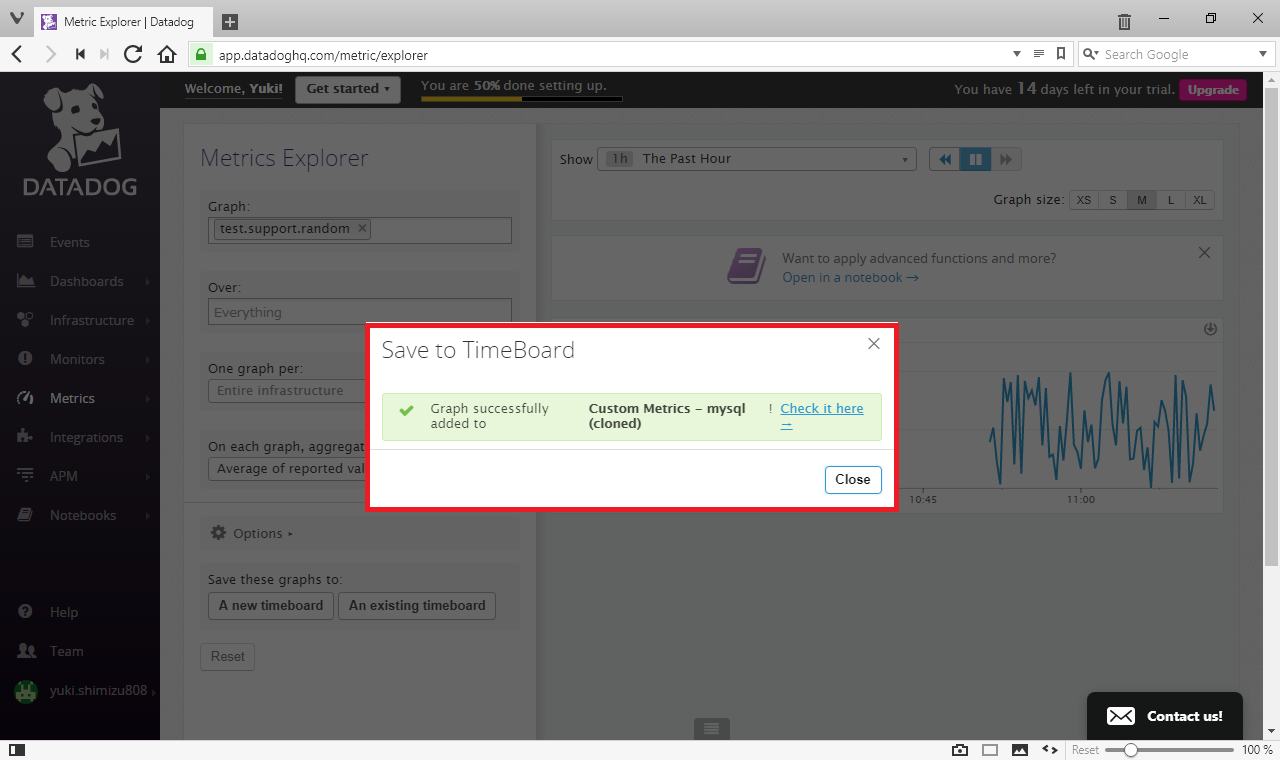 Metric Explorer | Datadog
app.datadoghq.com/metric/explorer
Search Google
DATADOG
Events
Dashboards
Infrastructure
Monitors
Metrics
Integrations
APM
Notebooks
Help
Team
yuki.shimizu808
Welcome, Yuki!
Get started
You are 50% done setting up.
You have 14 days left in your trial.
Upgrade
Metrics Explorer
Graph:
test.support.random
Over:
Everything
One graph per:
Entire infrastructure
On each graph, aggregat
Average of reported val
Options
Save these graphs to:
A new timeboard
An existing timeboard
Reset
Show
1h The Past Hour
Graph size:
XS S M L XL
Want to apply advanced functions and more?
Open in a notebook →
10:45
11:00
Save to TimeBoard
Graph successfully
added to
Custom Metrics – mysql
(cloned)
!
Check it here
→
Close
Contact us!
Reset
100 %